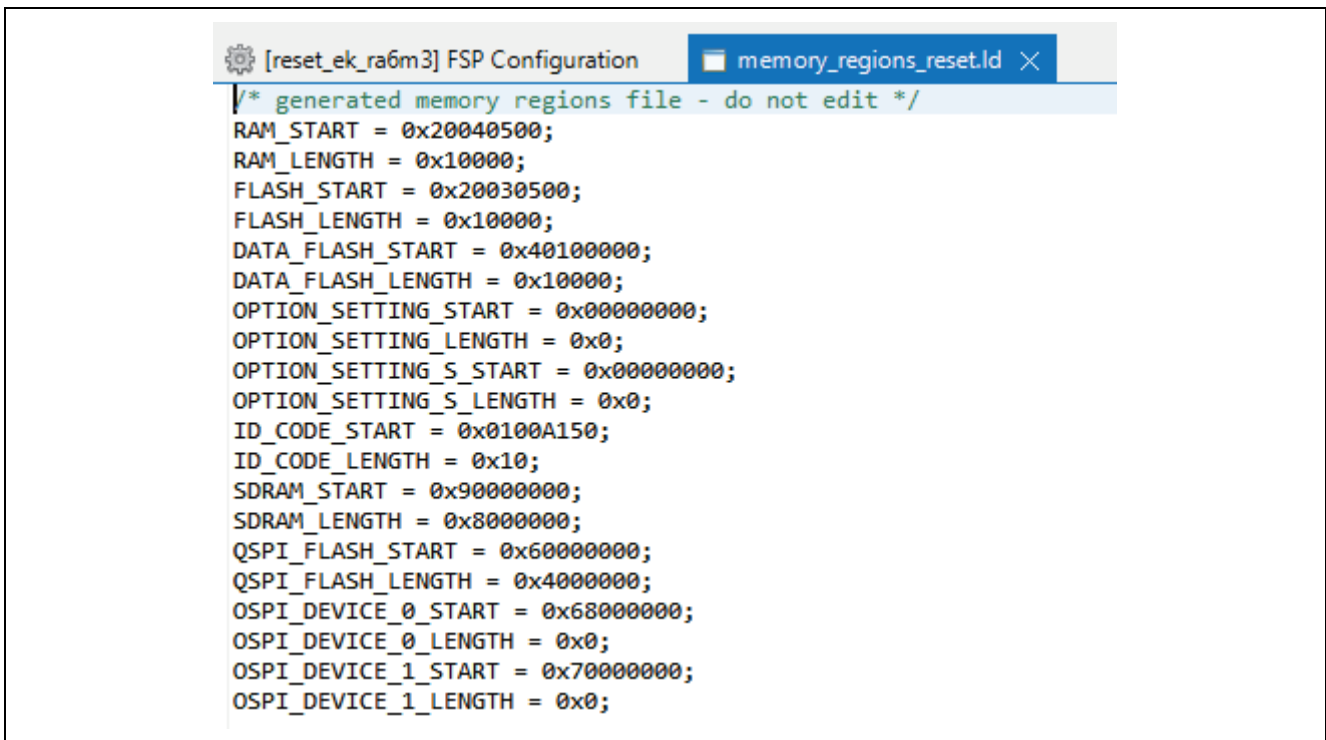 [reset_ek_ra6m3] FSP Configuration memory_regions_reset.ld
/* generated memory regions file - do not edit */
RAM_START = 0x20040500;
RAM_LENGTH = 0x10000;
FLASH_START = 0x20030500;
FLASH_LENGTH = 0x10000;
DATA_FLASH_START = 0x40100000;
DATA_FLASH_LENGTH = 0x10000;
OPTION_SETTING_START = 0x00000000;
OPTION_SETTING_LENGTH = 0x0;
OPTION_SETTING_S_START = 0x00000000;
OPTION_SETTING_S_LENGTH = 0x0;
ID_CODE_START = 0x0100A150;
ID_CODE_LENGTH = 0x10;
SDRAM_START = 0x90000000;
SDRAM_LENGTH = 0x8000000;
QSPI_FLASH_START = 0x60000000;
QSPI_FLASH_LENGTH = 0x4000000;
OSPI_DEVICE_0_START = 0x68000000;
OSPI_DEVICE_0_LENGTH = 0x0;
OSPI_DEVICE_1_START = 0x70000000;
OSPI_DEVICE_1_LENGTH = 0x0;